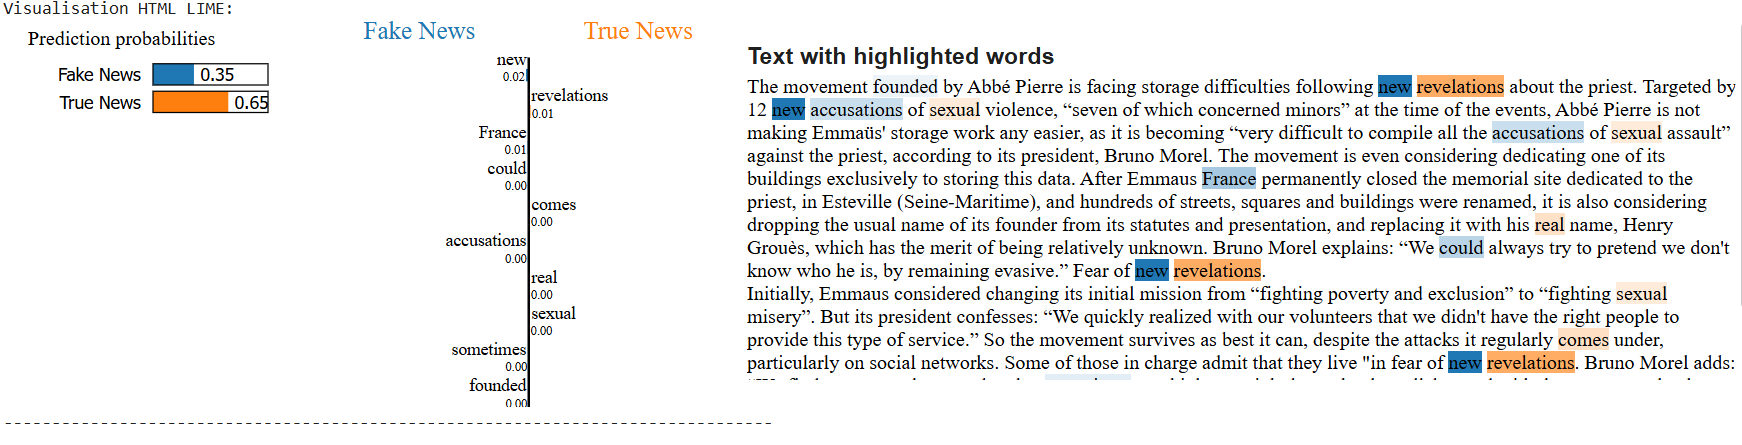 Visualisation HTML LIME:
Prediction probabilities
Fake News 0.35
True News 0.65
Fake News True News
new
0.02
revelations
0.01
France
0.01
could
0.00
comes
0.00
accusations
0.00
real
0.00
sexual
0.00
sometimes
0.00
founded
0.00
Text with highlighted words
The movement founded by Abbé Pierre is facing storage difficulties following new revelations about the priest. Targeted by
12 new accusations of sexual violence, “seven of which concerned minors” at the time of the events, Abbé Pierre is not
making Emmaüs' storage work any easier, as it is becoming “very difficult to compile all the accusations of sexual assault”
against the priest, according to its president, Bruno Morel. The movement is even considering dedicating one of its
buildings exclusively to storing this data. After Emmaus France permanently closed the memorial site dedicated to the
priest, in Esteville (Seine-Maritime), and hundreds of streets, squares and buildings were renamed, it is also considering
dropping the usual name of its founder from its statutes and presentation, and replacing it with his real name, Henry
Grouès, which has the merit of being relatively unknown. Bruno Morel explains: “We could always try to pretend we don't
know who he is, by remaining evasive.” Fear of new revelations.
Initially, Emmaus considered changing its initial mission from “fighting poverty and exclusion” to “fighting sexual
misery”. But its president confesses: “We quickly realized with our volunteers that we didn't have the right people to
provide this type of service.” So the movement survives as best it can, despite the attacks it regularly comes under,
particularly on social networks. Some of those in charge admit that they live "in fear of new revelations. Bruno Morel adds: